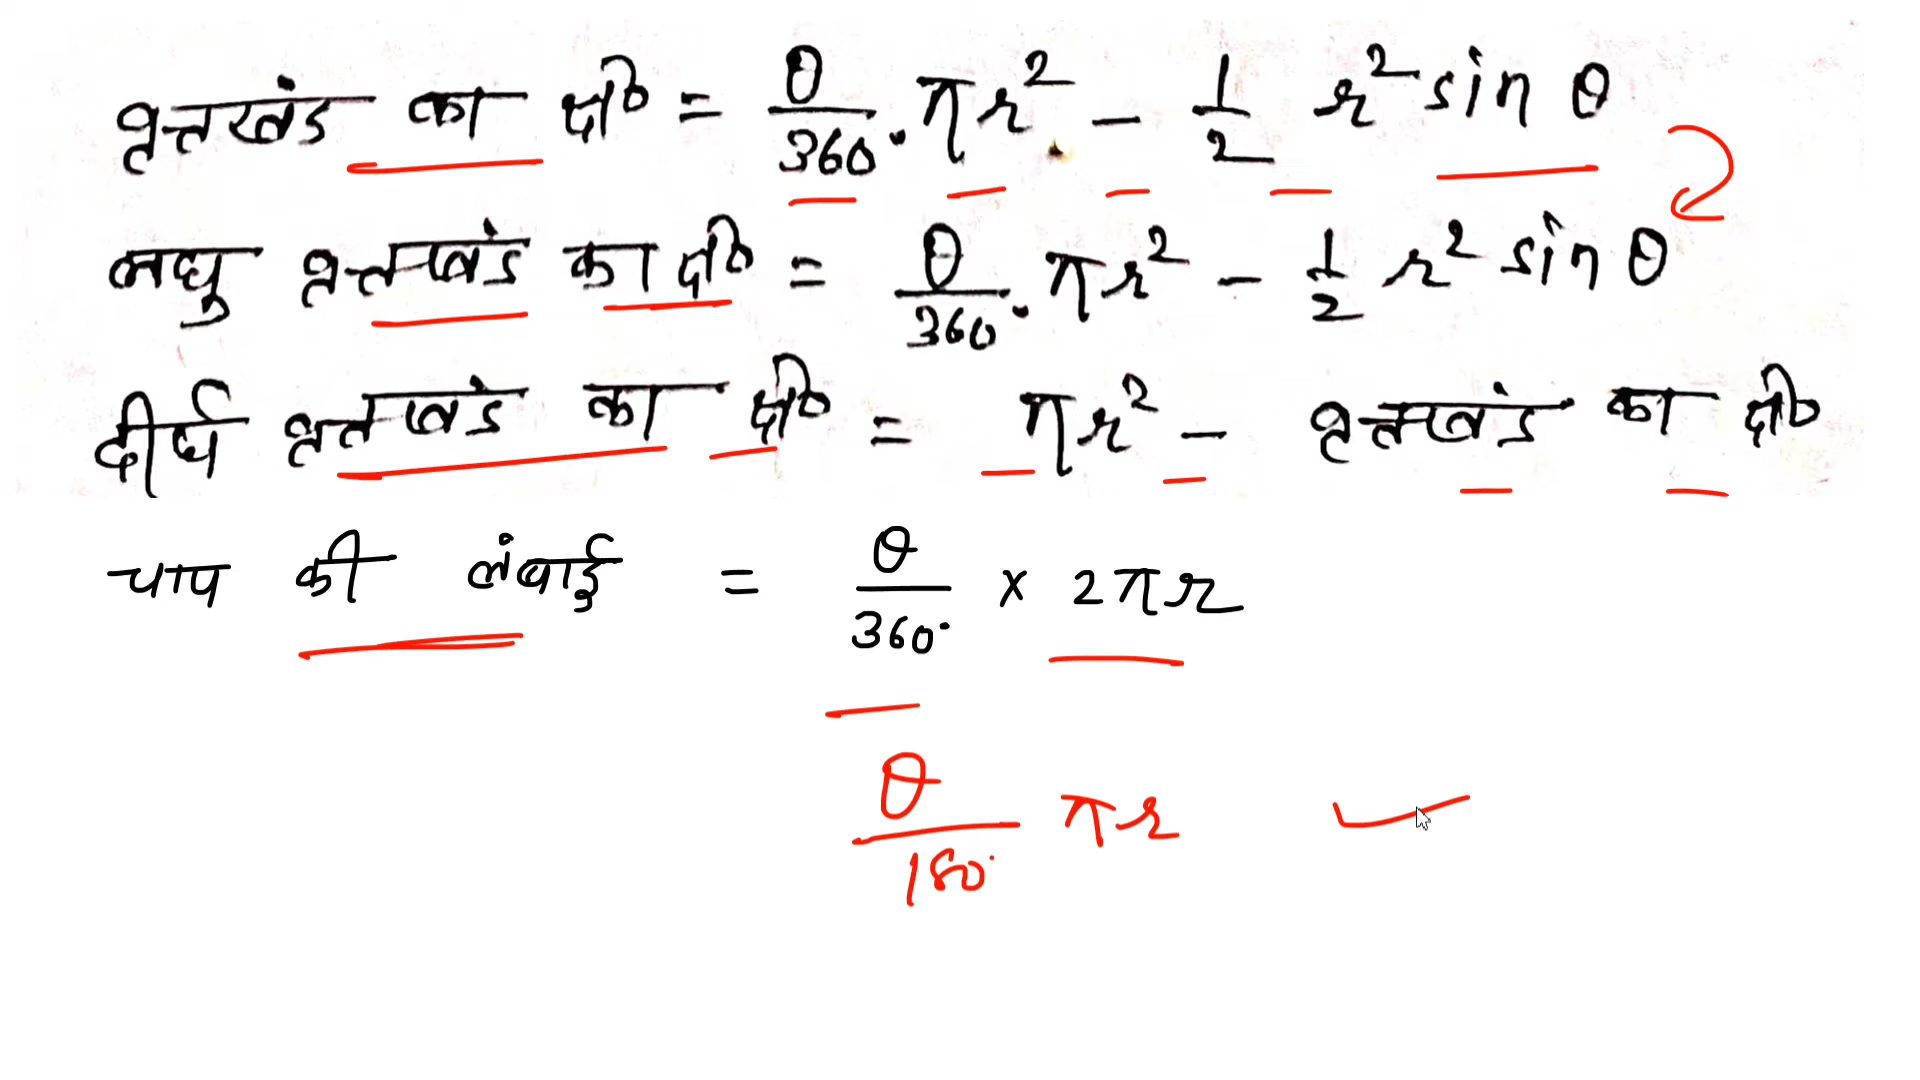 वृत्तखंड का क्षे० = θ/360° πr² - 1/2 r² sin θ
लघु वृत्तखंड का क्षे० = θ/360° πr² - 1/2 r² sin θ
दीर्घ वृत्तखंड का क्षे० = πr² - वृत्तखंड का क्षे०
चाप की लंबाई = θ/360° × 2πr
θ/180° πr